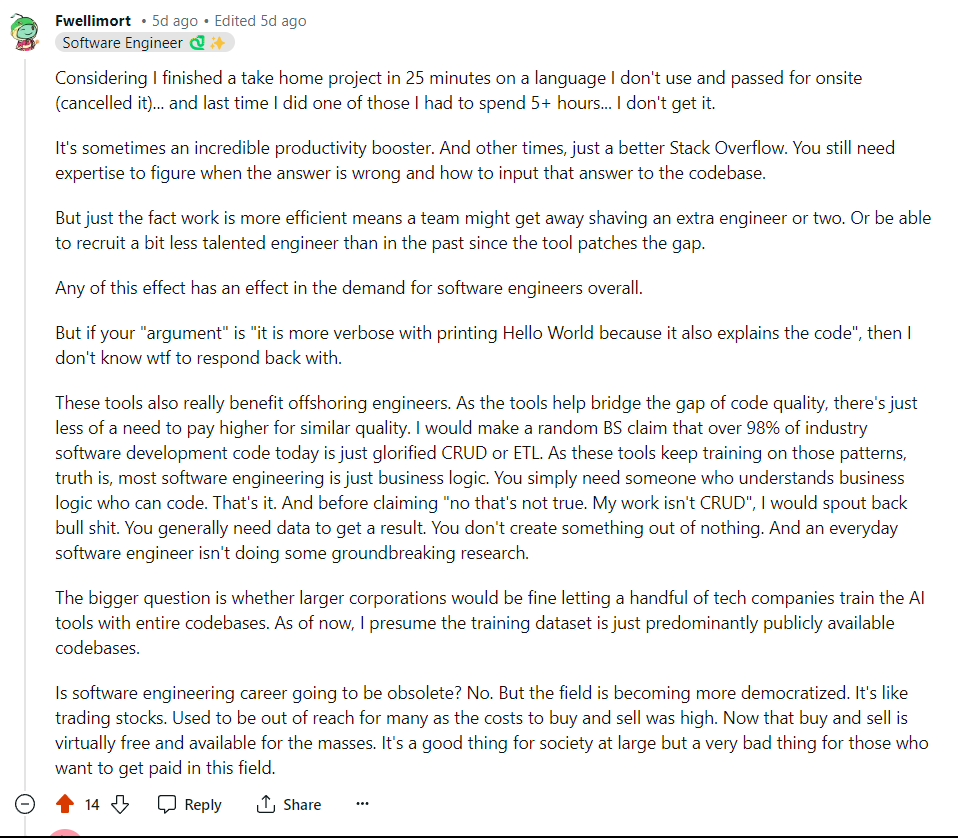 Fwellimort • 5d ago • Edited 5d ago
Software Engineer
Considering I finished a take home project in 25 minutes on a language I don't use and passed for onsite
(cancelled it)... and last time I did one of those I had to spend 5+ hours... I don't get it.
It's sometimes an incredible productivity booster. And other times, just a better Stack Overflow. You still need
expertise to figure when the answer is wrong and how to input that answer to the codebase.
But just the fact work is more efficient means a team might get away shaving an extra engineer or two. Or be able
to recruit a bit less talented engineer than in the past since the tool patches the gap.
Any of this effect has an effect in the demand for software engineers overall.
But if your "argument" is "it is more verbose with printing Hello World because it also explains the code", then I
don't know wtf to respond back with.
These tools also really benefit offshoring engineers. As the tools help bridge the gap of code quality, there's just
less of a need to pay higher for similar quality. I would make a random BS claim that over 98% of industry
software development code today is just glorified CRUD or ETL. As these tools keep training on those patterns,
truth is, most software engineering is just business logic. You simply need someone who understands business
logic who can code. That's it. And before claiming "no that's not true. My work isn't CRUD", I would spout back
bull shit. You generally need data to get a result. You don't create something out of nothing. And an everyday
software engineer isn't doing some groundbreaking research.
The bigger question is whether larger corporations would be fine letting a handful of tech companies train the AI
tools with entire codebases. As of now, I presume the training dataset is just predominantly publicly available
codebases.
Is software engineering career going to be obsolete? No. But the field is becoming more democratized. It's like
trading stocks. Used to be out of reach for many as the costs to buy and sell was high. Now that buy and sell is
virtually free and available for the masses. It's a good thing for society at large but a very bad thing for those who
want to get paid in this field.
14 Reply Share ...